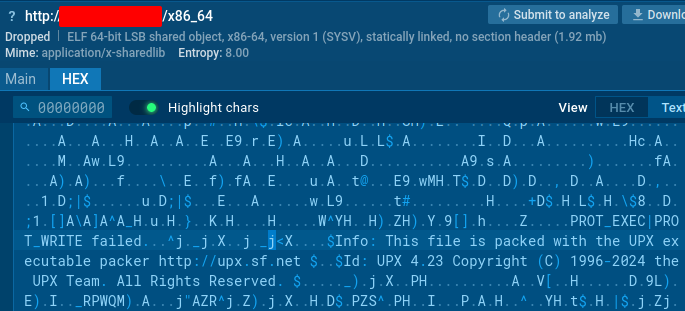 ? http:/ /x86_64
Submit to analyze Downlo
Dropped | ELF 64-bit LSB shared object, x86-64, version 1 (SYSV), statically linked, no section header (1.92 mb)
Mime: application/x-sharedlib Entropy: 8.00
Main HEX
00000000 Highlight chars View HEX Text
.....A...A..H..A..A..E..E9.r.E).A......u.L.L$.A........I..D...A..........Hc.A..
....M..Aw.L9..........A....A...H..A..H..A...D...........A9.s.A.........).......fA.
...A).A)...f....\..E..f).fA..E....u.A..t@...E9.wMH.T$.D..D).D..,.D..A....D.,..
..1.D;|$......u.D;|$...E...A......w.L9......t#.........H....+D$.H.L$.H.\$8..D.
;1.[]A\A]A^A_H.u.H.}..K.H....H.....W^YH..H).ZH).Y.9[].h....Z.....PROT_EXEC|PRO
T_WRITE failed...^j._j.X..j._j<X....$Info: This file is packed with the UPX ex
ecutable packer http://upx.sf.net $..$Id: UPX 4.23 Copyright (C) 1996-2024 the
UPX Team. All Rights Reserved. $....._).j.X..PH...........A..V[..H......D.9L).
E).I.._RPWQM).A...j"AZR^j.Z).j.X..H.D$.PZS^.PH..I...P.A.H..^..YH.t$.H.|$.j.Zj.